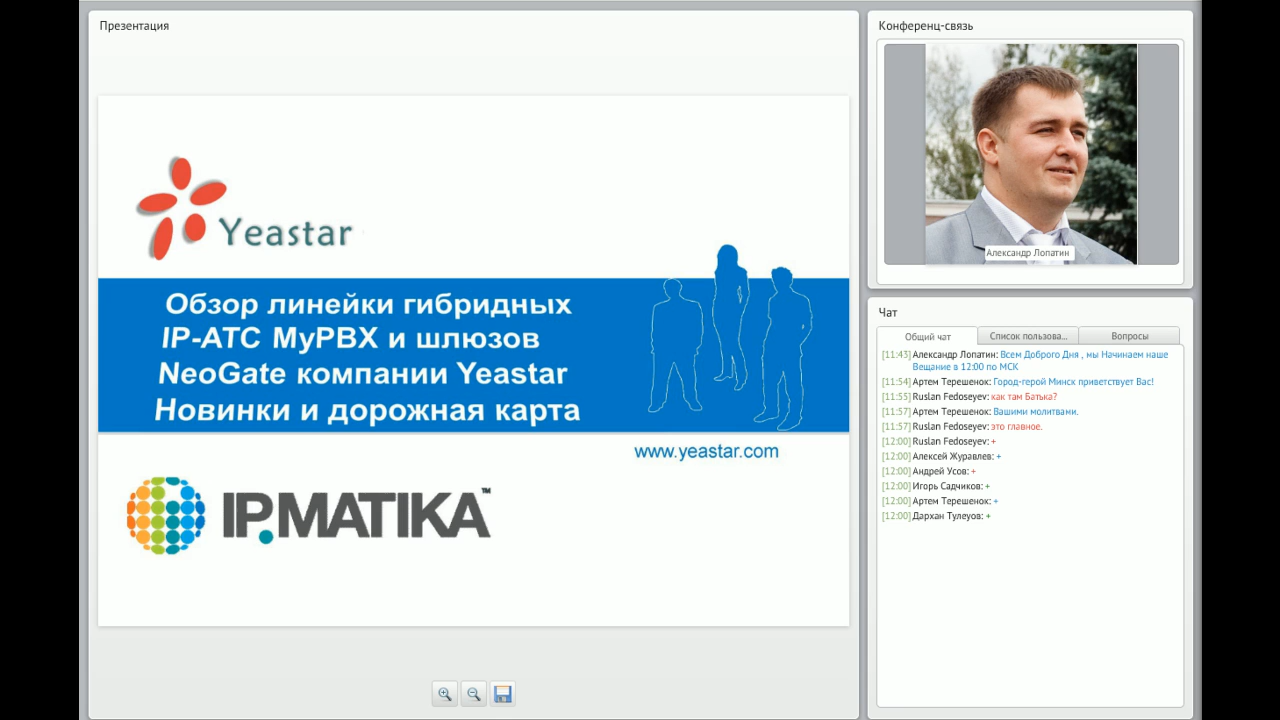 Презентация
Yeastar
Обзор линейки гибридных
IP-АТС MyPBX и шлюзов
NeoGate компании Yeastar
Новинки и дорожная карта
www.yeastar.com
IP.MATIKA™
Конференц-связь
Александр Лопатин
Чат
Общий чат
Список пользова...
Вопросы
[11:43] Александр Лопатин: Всем Доброго Дня , мы Начинаем наше
Вещание в 12:00 по МСК
[11:54] Артем Терешенок: Город-герой Минск приветствует Вас!
[11:55] Ruslan Fedoseyev: как там Батька?
[11:57] Артем Терешенок: Вашими молитвами.
[11:57] Ruslan Fedoseyev: это главное.
[12:00] Ruslan Fedoseyev: +
[12:00] Алексей Журавлев: +
[12:00] Андрей Усов: +
[12:00] Игорь Садчиков: +
[12:00] Артем Терешенок: +
[12:00] Дархан Тулеуов: +